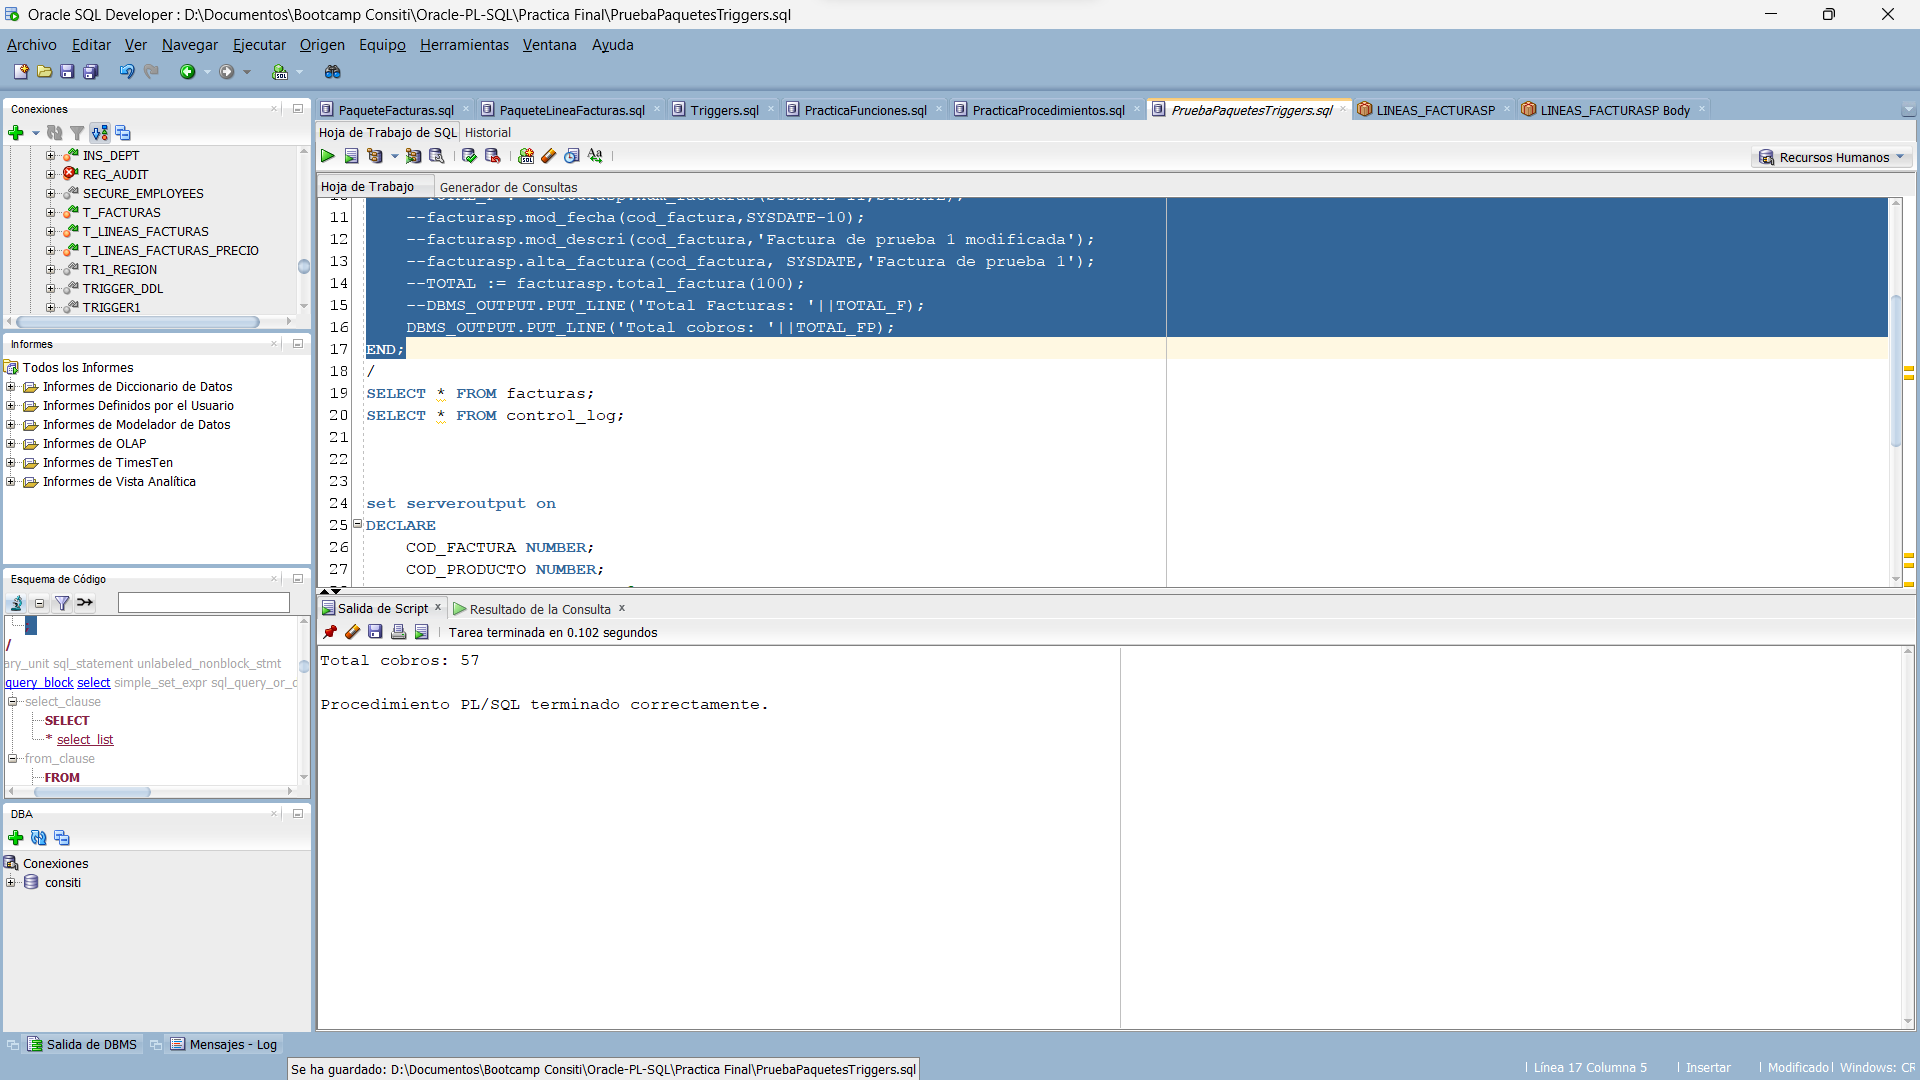 Oracle SQL Developer : D:\Documentos\Bootcamp Consiti\Oracle-PL-SQL\Practica Final\PruebaPaquetesTriggers.sql
Archivo Editar Ver Navegar Ejecutar Origen Equipo Herramientas Ventana Ayuda
Conexiones
INS_DEPT
REG_AUDIT
SECURE_EMPLOYEES
T_FACTURAS
T_LINEAS_FACTURAS
T_LINEAS_FACTURAS_PRECIO
TR1_REGION
TRIGGER_DDL
TRIGGER1
Informes
Todos los Informes
Informes de Diccionario de Datos
Informes Definidos por el Usuario
Informes de Modelador de Datos
Informes de OLAP
Informes de TimesTen
Informes de Vista Analítica
Esquema de Código
/
ary_unit sql_statement unlabeled_nonblock_stmt
query_block select simple_set_expr sql_query_or_
select_clause
SELECT
* select_list
from_clause
FROM
DBA
Conexiones
consiti
PaqueteFacturas.sql PaqueteLineaFacturas.sql Triggers.sql PracticaFunciones.sql PracticaProcedimientos.sql PruebaPaquetesTriggers.sql LINEAS_FACTURASP LINEAS_FACTURASP Body
Hoja de Trabajo de SQL Historial
Recursos Humanos
Hoja de Trabajo Generador de Consultas
11 --facturasp.mod_fecha(cod_factura,SYSDATE-10);
12 --facturasp.mod_descri(cod_factura,'Factura de prueba 1 modificada');
13 --facturasp.alta_factura(cod_factura, SYSDATE,'Factura de prueba 1');
14 --TOTAL := facturasp.total_factura(100);
15 --DBMS_OUTPUT.PUT_LINE('Total Facturas: '||TOTAL_F);
16 DBMS_OUTPUT.PUT_LINE('Total cobros: '||TOTAL_FP);
17 END;
18 /
19 SELECT * FROM facturas;
20 SELECT * FROM control_log;
21
22
23
24 set serveroutput on
25 DECLARE
26 COD_FACTURA NUMBER;
27 COD_PRODUCTO NUMBER;
Salida de Script Resultado de la Consulta
Tarea terminada en 0.102 segundos
Total cobros: 57
Procedimiento PL/SQL terminado correctamente.
Salida de DBMS Mensajes - Log
Se ha guardado: D:\Documentos\Bootcamp Consiti\Oracle-PL-SQL\Practica Final\PruebaPaquetesTriggers.sql
Línea 17 Columna 5 Insertar Modificado Windows: CR